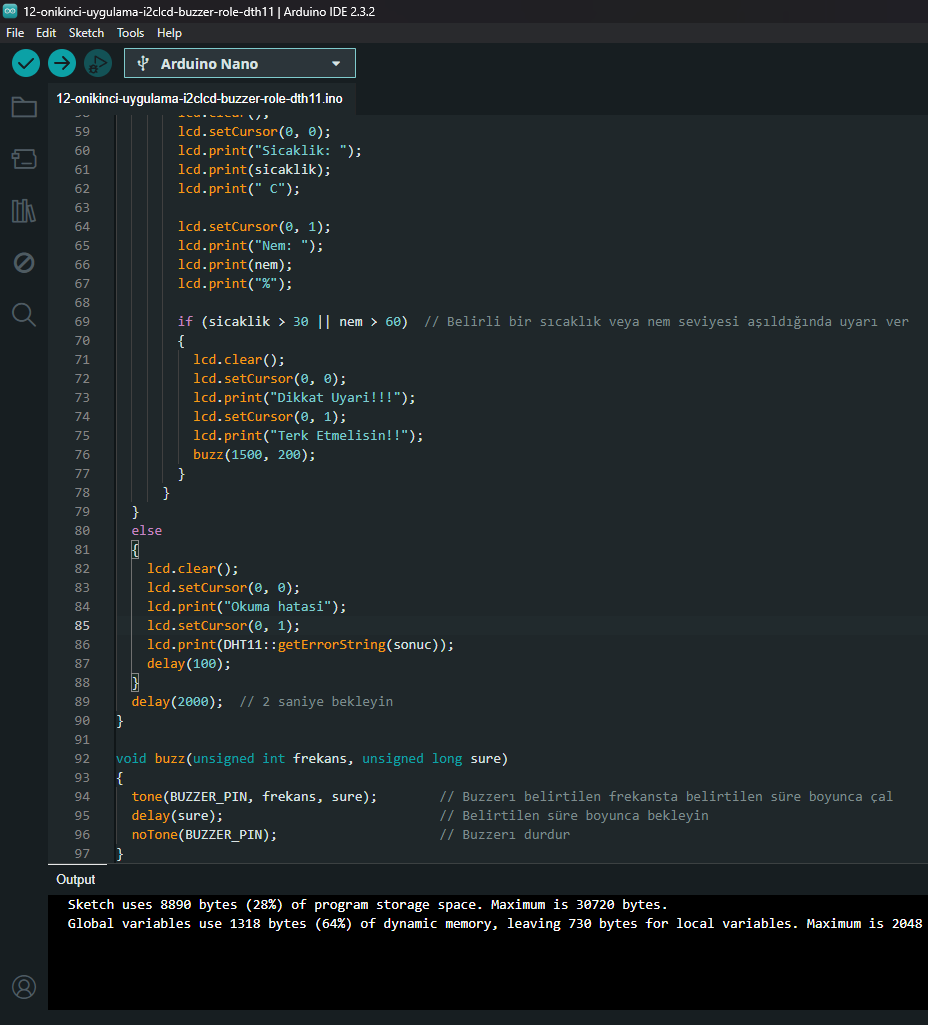 12-onikinci-uygulama-i2clcd-buzzer-role-dth11 | Arduino IDE 2.3.2
File Edit Sketch Tools Help
Arduino Nano
12-onikinci-uygulama-i2clcd-buzzer-role-dth11.ino
58 lcd.clear();
59 lcd.setCursor(0, 0);
60 lcd.print("Sicaklik: ");
61 lcd.print(sicaklik);
62 lcd.print(" C");
63
64 lcd.setCursor(0, 1);
65 lcd.print("Nem: ");
66 lcd.print(nem);
67 lcd.print("%");
68
69 if (sicaklik > 30 || nem > 60)  // Belirli bir sıcaklık veya nem seviyesi aşıldığında uyarı ver
70 {
71 lcd.clear();
72 lcd.setCursor(0, 0);
73 lcd.print("Dikkat Uyari!!!");
74 lcd.setCursor(0, 1);
75 lcd.print("Terk Etmelisin!!");
76 buzz(1500, 200);
77 }
78 }
79 }
80 else
81 {
82 lcd.clear();
83 lcd.setCursor(0, 0);
84 lcd.print("Okuma hatasi");
85 lcd.setCursor(0, 1);
86 lcd.print(DHT11::getErrorString(sonuc));
87 delay(100);
88 }
89 delay(2000);  // 2 saniye bekleyin
90 }
91
92 void buzz(unsigned int frekans, unsigned long sure)
93 {
94 tone(BUZZER_PIN, frekans, sure);        // Buzzerı belirtilen frekansta belirtilen süre boyunca çal
95 delay(sure);                            // Belirtilen süre boyunca bekleyin
96 noTone(BUZZER_PIN);                     // Buzzerı durdur
97 }
Output
Sketch uses 8890 bytes (28%) of program storage space. Maximum is 30720 bytes.
Global variables use 1318 bytes (64%) of dynamic memory, leaving 730 bytes for local variables. Maximum is 2048